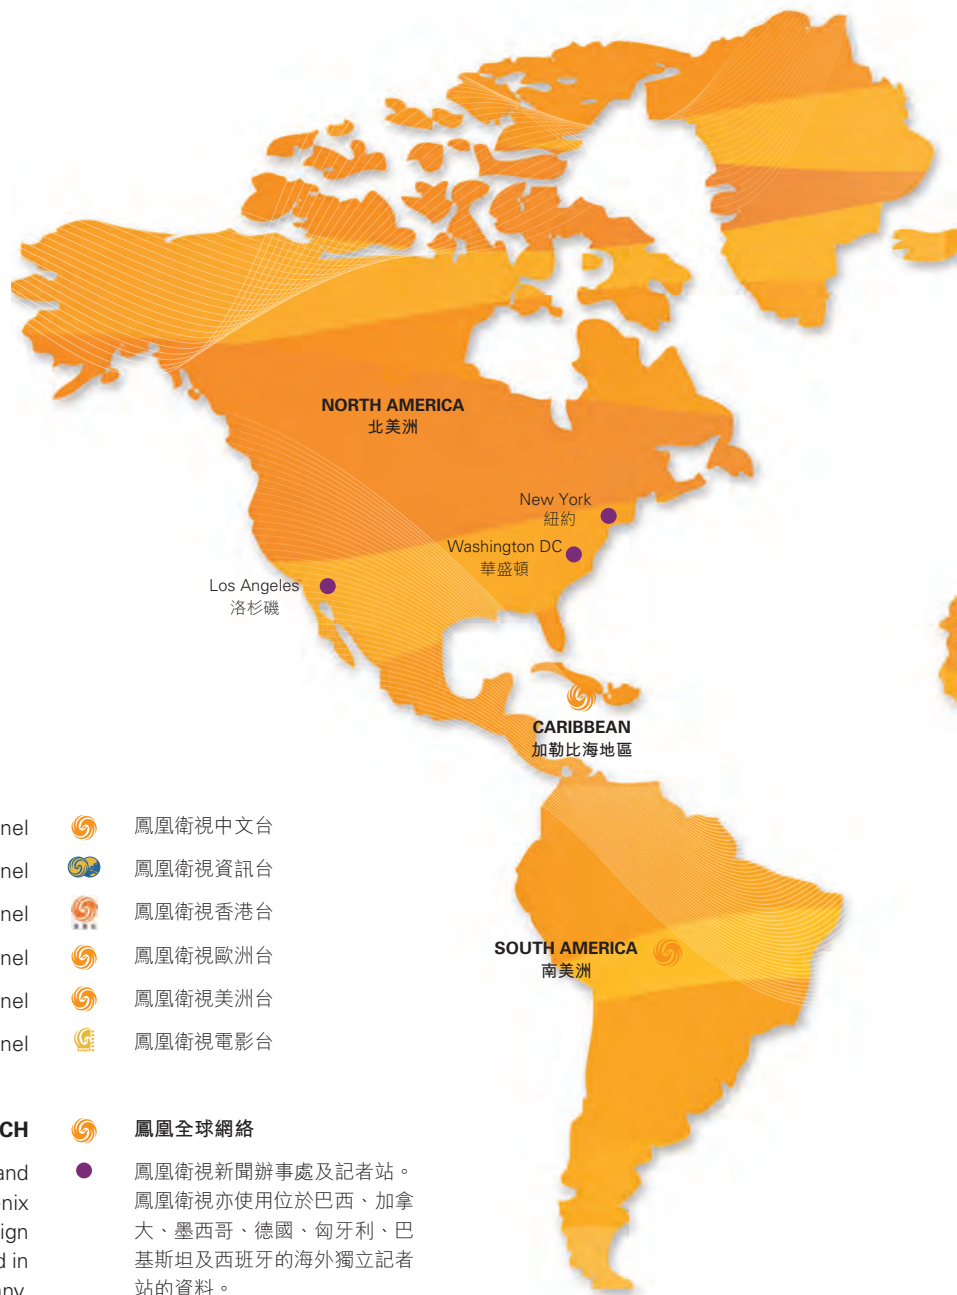 NORTH AMERICA
北美洲
New York
紐約
Washington DC
華盛頓
Los Angeles
洛杉磯
CARIBBEAN
加勒比海地區
SOUTH AMERICA
南美洲
nel 鳳凰衛視中文台
nel 鳳凰衛視資訊台
nel 鳳凰衛視香港台
nel 鳳凰衛視歐洲台
nel 鳳凰衛視美洲台
nel 鳳凰衛視電影台
CH 鳳凰全球網絡
and 鳳凰衛視新聞辦事處及記者站。
nix 鳳凰衛視亦使用位於巴西、加拿
ign 大、墨西哥、德國、匈牙利、巴
d in 基斯坦及西班牙的海外獨立記者
any. 站的資料。